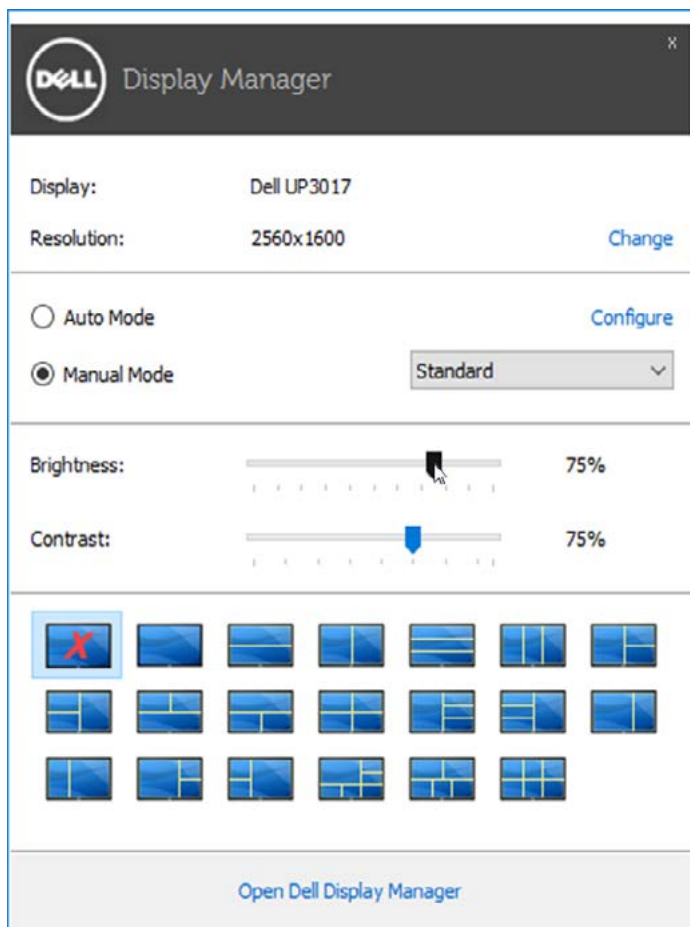 DELL Display Manager x
Display: Dell UP3017
Resolution: 2560x1600 Change
Auto Mode Configure
Manual Mode Standard
Brightness: 75%
Contrast: 75%
X
Open Dell Display Manager